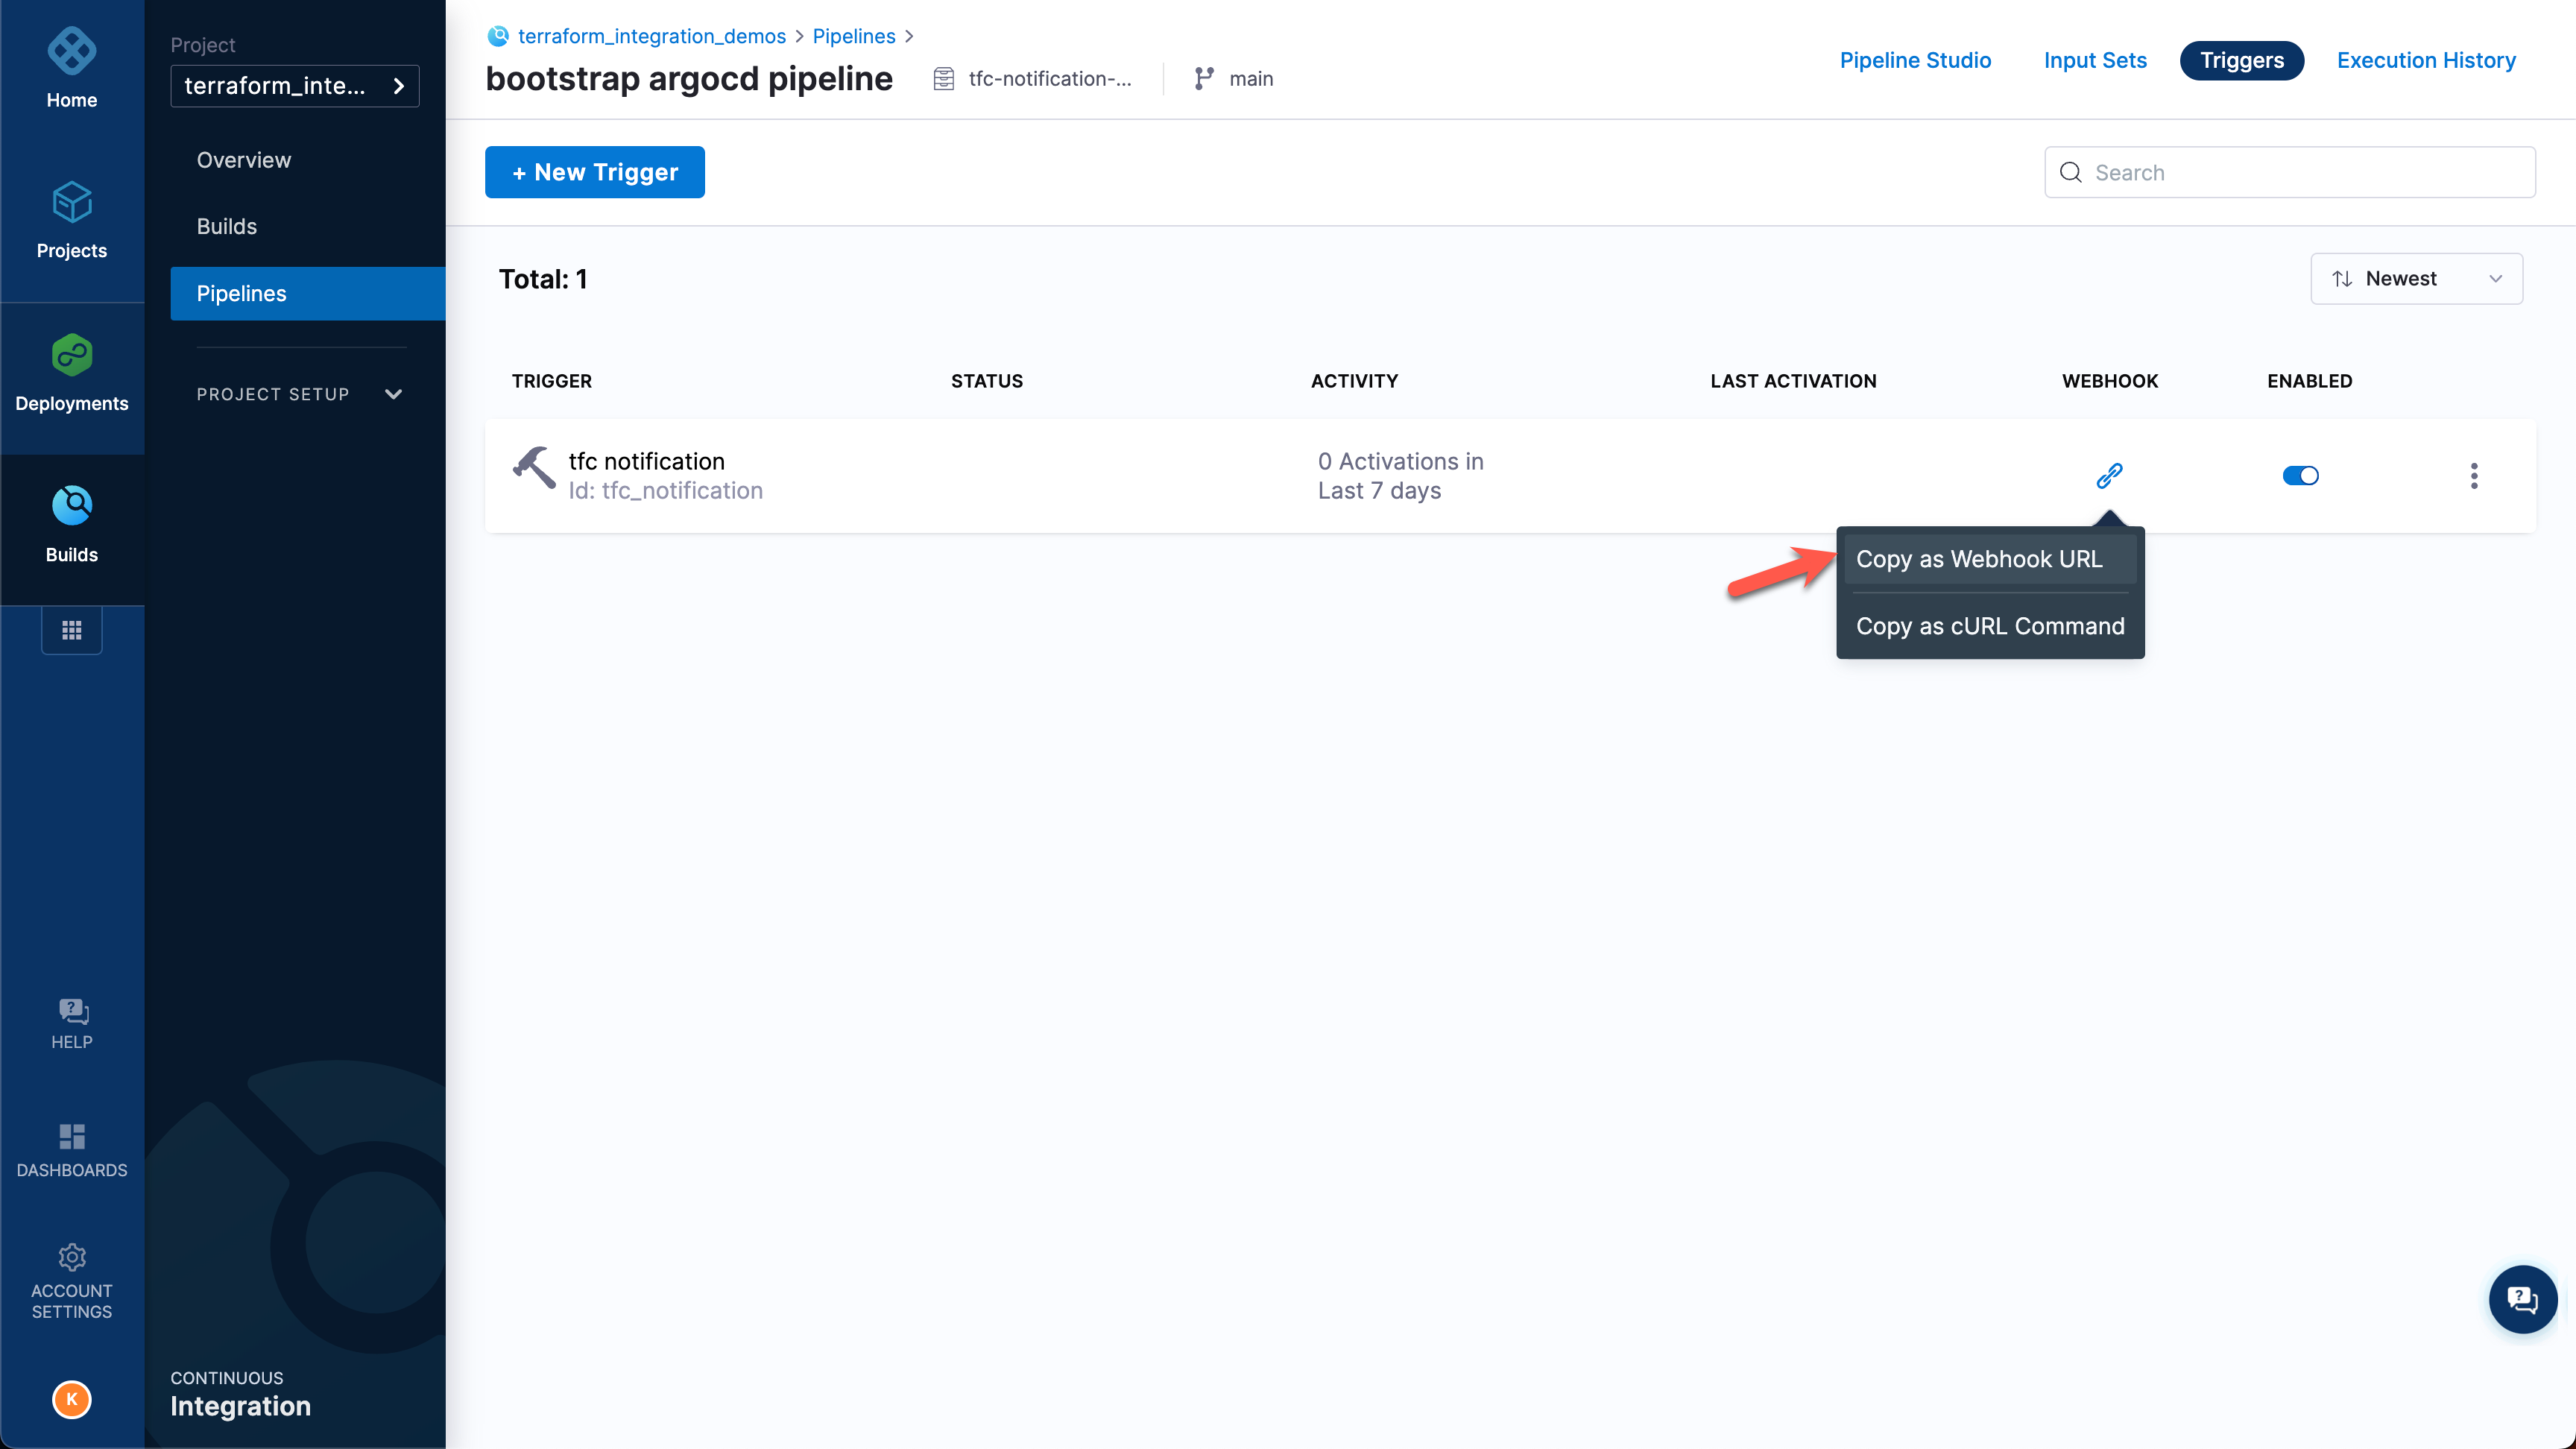 Home
Projects
Deployments
Builds
HELP
DASHBOARDS
ACCOUNT
SETTINGS
K
Project
terraform_inte...
Overview
Builds
Pipelines
PROJECT SETUP
CONTINUOUS
Integration
terraform_integration_demos > Pipelines >
bootstrap argocd pipeline tfc-notification-... main
Pipeline Studio Input Sets Triggers Execution History
+ New Trigger
Search
Total: 1
Newest
TRIGGER STATUS ACTIVITY LAST ACTIVATION WEBHOOK ENABLED
tfc notification
Id: tfc_notification
0 Activations in
Last 7 days
Copy as Webhook URL
Copy as cURL Command